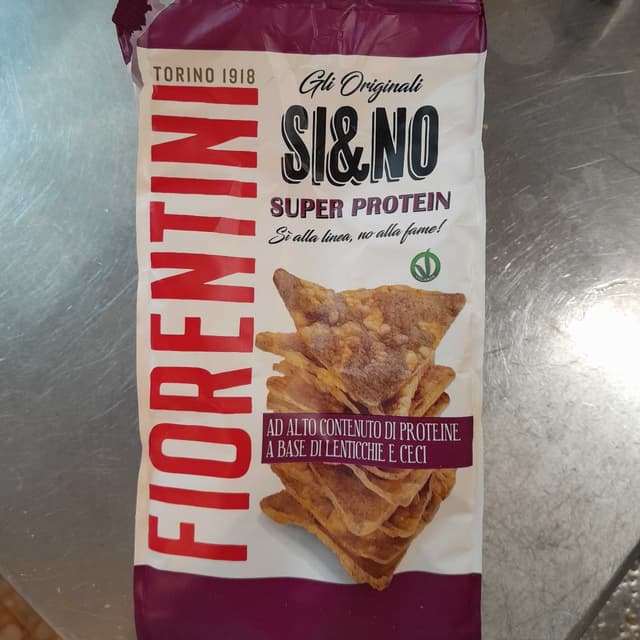 TORINO 1918
FIORENTINI
Gli Originali
SI&NO
SUPER PROTEIN
Sì alla linea, no alla fame!
AD ALTO CONTENUTO DI PROTEINE
A BASE DI LENTICCHIE E CECI